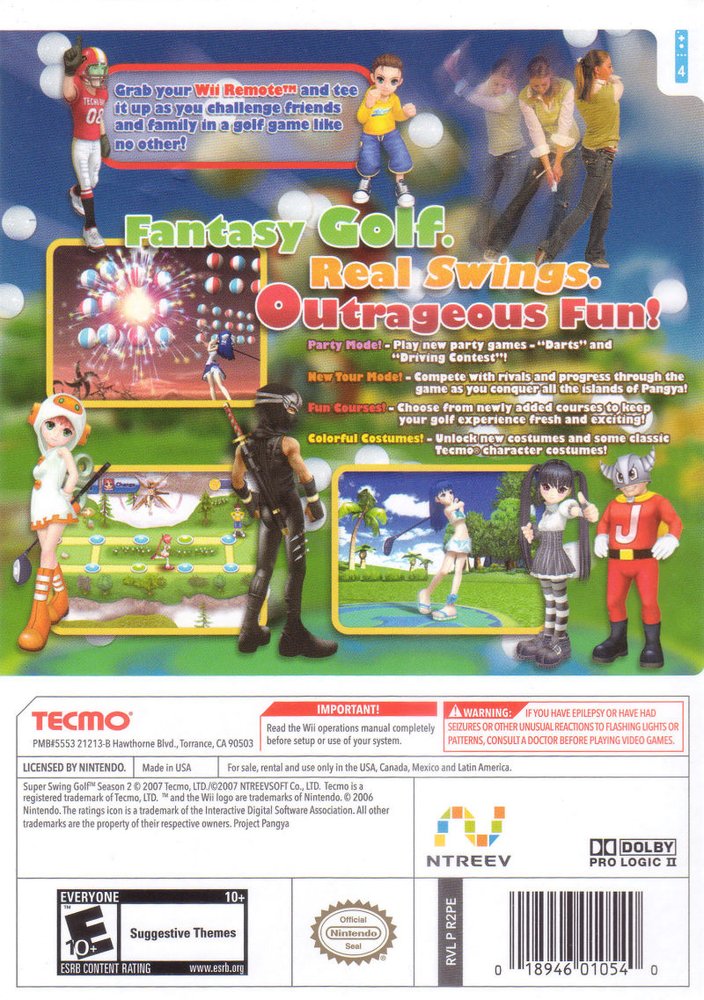 4
Grab your Wii Remote™ and tee
it up as you challenge friends
and family in a golf game like
no other!
08
Fantasy Golf.
Real Swings.
Outrageous Fun!
Party Mode! - Play new party games - "Darts" and
"Driving Contest"!
New Tour Mode! - Compete with rivals and progress through the
game as you conquer all the islands of Pangya!
Fun Courses! - Choose from newly added courses to keep
your golf experience fresh and exciting!
Colorful Costumes! - Unlock new costumes and some classic
Tecmo® character costumes!
Change
J
TECMO®
PMB#5553 21213-B Hawthorne Blvd., Torrance, CA 90503
IMPORTANT!
Read the Wii operations manual completely
before setup or use of your system.
WARNING: IF YOU HAVE EPILEPSY OR HAVE HAD
SEIZURES OR OTHER UNUSUAL REACTIONS TO FLASHING LIGHTS OR
PATTERNS, CONSULT A DOCTOR BEFORE PLAYING VIDEO GAMES.
LICENSED BY NINTENDO.
Made in USA
For sale, rental and use only in the USA, Canada, Mexico and Latin America.
Super Swing Golf™ Season 2 © 2007 Tecmo, LTD./©2007 NTREEVSOFT Co., LTD. Tecmo is a
registered trademark of Tecmo, LTD. ™ and the Wii logo are trademarks of Nintendo. © 2006
Nintendo. The ratings icon is a trademark of the Interactive Digital Software Association. All other
trademarks are the property of their respective owners. Project Pangya
NTREEV
DOLBY
PRO LOGIC II
EVERYONE 10+
E
10+
™
Suggestive Themes
ESRB CONTENT RATING www.esrb.org
Official
Nintendo
Seal
®
RVL P R2PE
0 18946 01054 0